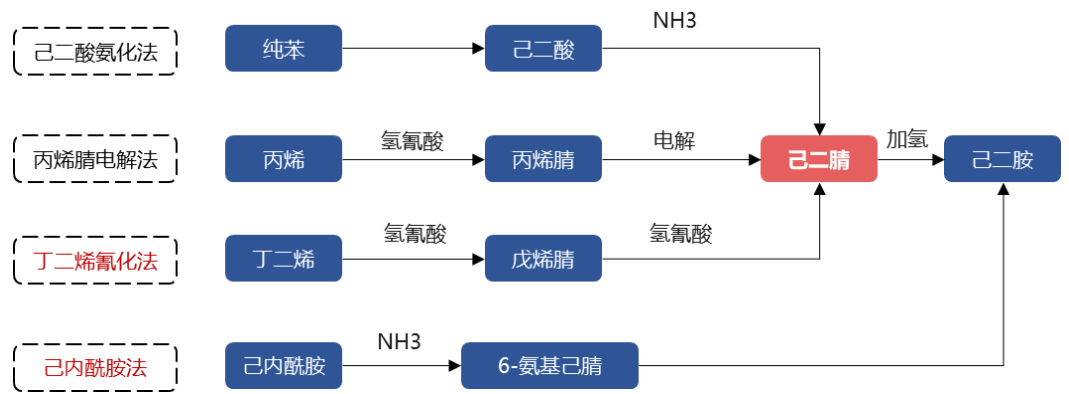 NH3
己二酸氨化法
纯苯
己二酸
丙烯腈电解法
丙烯
氢氰酸
丙烯腈
电解
己二腈
加氢
己二胺
丁二烯氰化法
丁二烯
氢氰酸
戊烯腈
氢氰酸
己内酰胺法
己内酰胺
NH3
6-氨基己腈